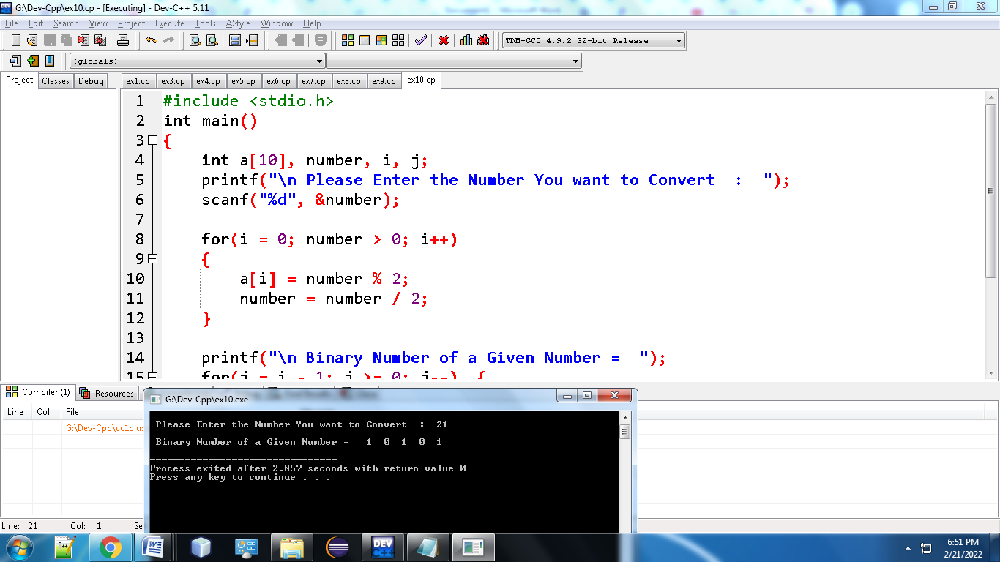 G:\Dev-Cpp\ex10.cp - [Executing] - Dev-C++ 5.11
File Edit Search View Project Execute Tools AStyle Window Help
TDM-GCC 4.9.2 32-bit Release
(globals)
Project Classes Debug
ex1.cp ex3.cp ex4.cp ex5.cp ex6.cp ex7.cp ex8.cp ex9.cp ex10.cp
1 #include <stdio.h>
2 int main()
3 {
4 int a[10], number, i, j;
5 printf("\n Please Enter the Number You want to Convert  :  ");
6 scanf("%d", &number);
7
8 for(i = 0; number > 0; i++)
9 {
10 a[i] = number % 2;
11 number = number / 2;
12 }
13
14 printf("\n Binary Number of a Given Number =  ");
15 for(j = i - 1; j >= 0; j--)  {
Compiler (1) Resources
Line Col File
G:\Dev-Cpp\cc1plu
G:\Dev-Cpp\ex10.exe
Please Enter the Number You want to Convert  :  21
Binary Number of a Given Number =   1  0  1  0  1
--------------------------------
Process exited after 2.857 seconds with return value 0
Press any key to continue . . .
Line: 21 Col: 1 Se
n++ W DEV C++
6:51 PM
2/21/2022